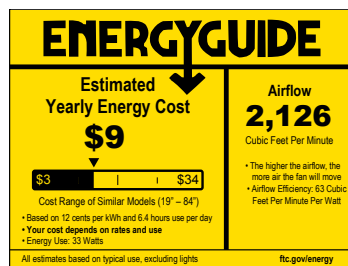 ENERGYGUIDE
Estimated
Yearly Energy Cost
$9
$3
$34
Cost Range of Similar Models (19" – 84")
• Based on 12 cents per kWh and 6.4 hours use per day
• Your cost depends on rates and use
• Energy Use: 33 Watts
Airflow
2,126
Cubic Feet Per Minute
• The higher the airflow, the
more air the fan will move
• Airflow Efficiency: 63 Cubic
Feet Per Minute Per Watt
All estimates based on typical use, excluding lights
ftc.gov/energy